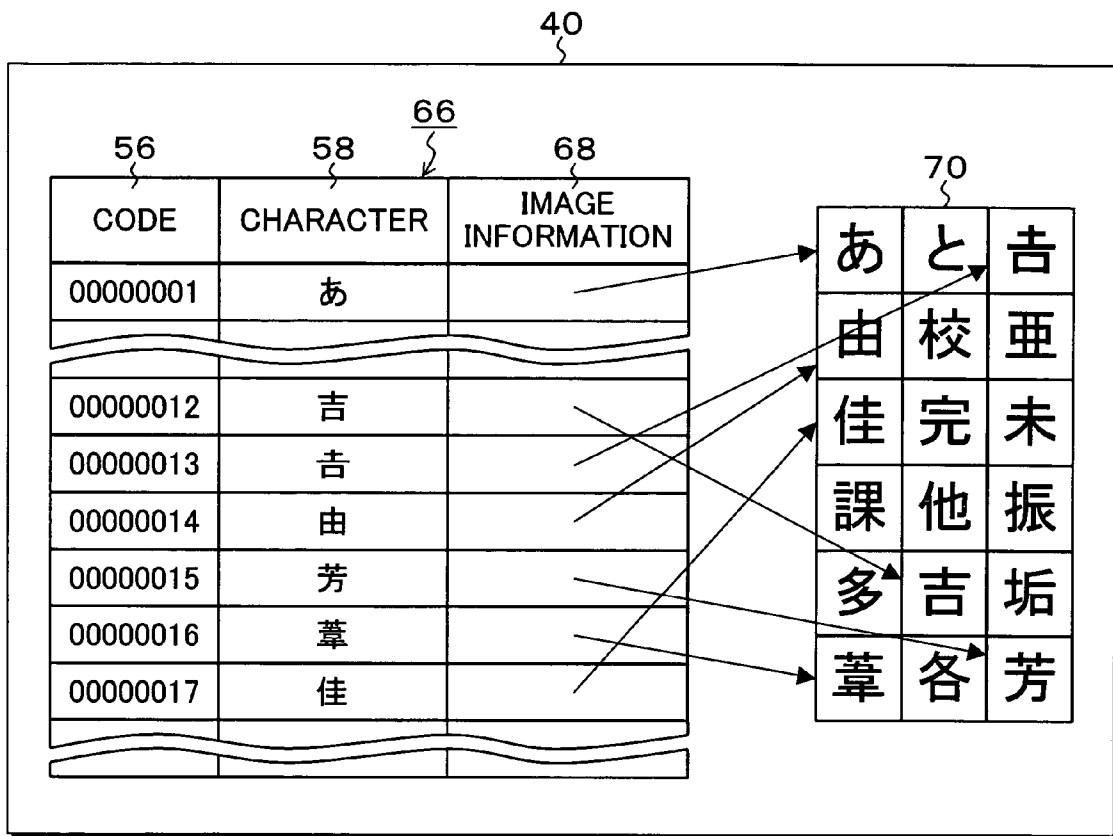 40
66
56 58 68
CODE CHARACTER IMAGE INFORMATION
00000001 あ
00000012 吉
00000013 𠮷
00000014 由
00000015 芳
00000016 葦
00000017 佳
70
あ と 𠮷
由 校 亜
佳 完 未
課 他 振
多 吉 垢
葦 各 芳